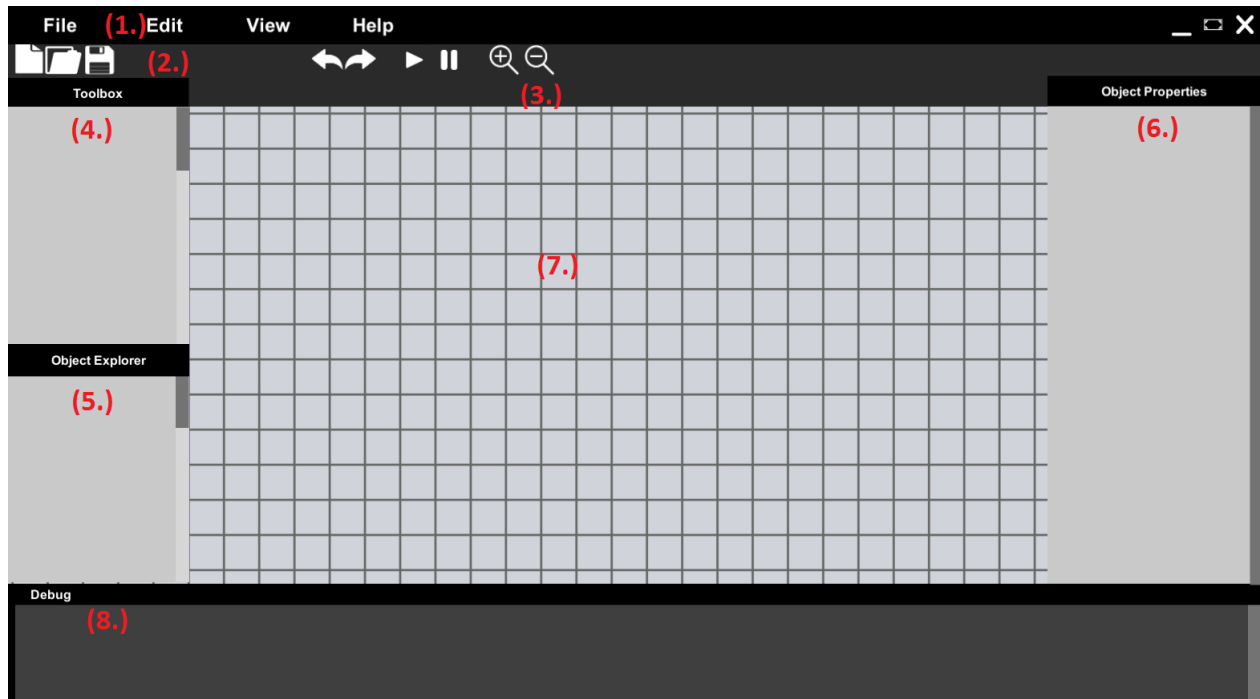 File (1.) Edit View Help
(2.)
(3.)
Toolbox Object Properties
(4.) (6.)
(7.)
Object Explorer
(5.)
Debug
(8.)